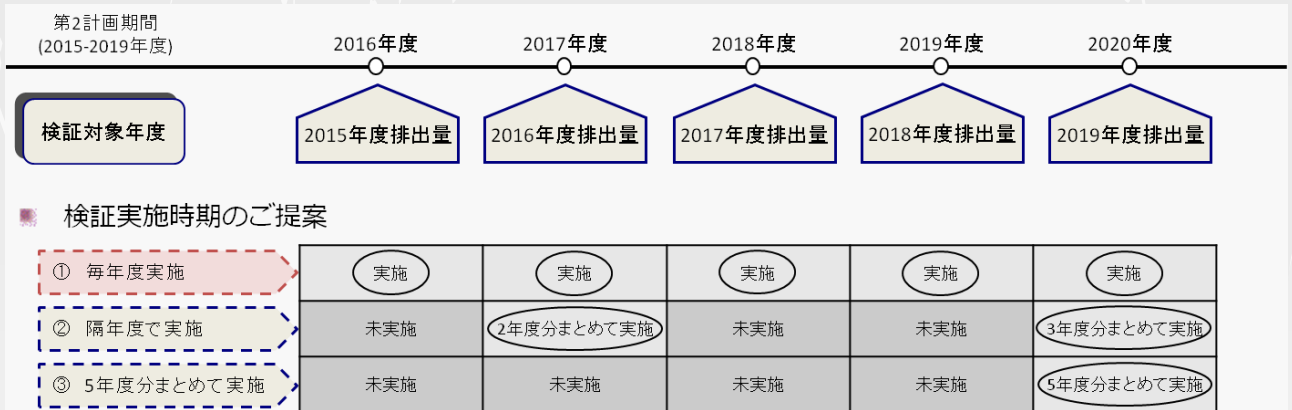 第2計画期間
(2015-2019年度)
2016年度 2017年度 2018年度 2019年度 2020年度
検証対象年度 2015年度排出量 2016年度排出量 2017年度排出量 2018年度排出量 2019年度排出量
検証実施時期のご提案
① 毎年度実施 実施 実施 実施 実施 実施
② 隔年度で実施 未実施 2年度分まとめて実施 未実施 未実施 3年度分まとめて実施
③ 5年度分まとめて実施 未実施 未実施 未実施 未実施 5年度分まとめて実施